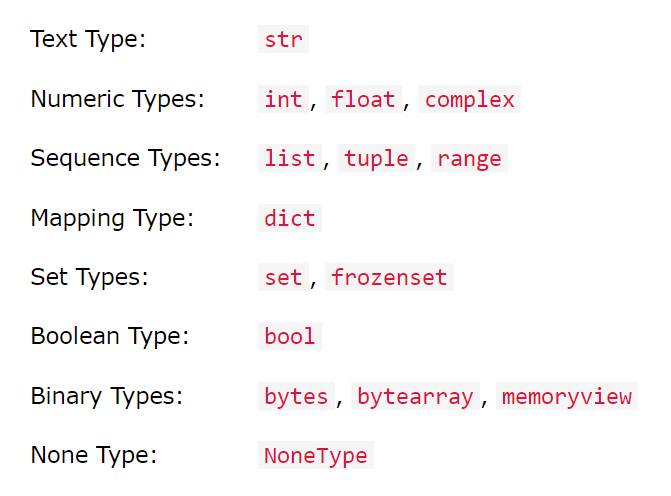 Text Type: str
Numeric Types: int, float, complex
Sequence Types: list, tuple, range
Mapping Type: dict
Set Types: set, frozenset
Boolean Type: bool
Binary Types: bytes, bytearray, memoryview
None Type: NoneType